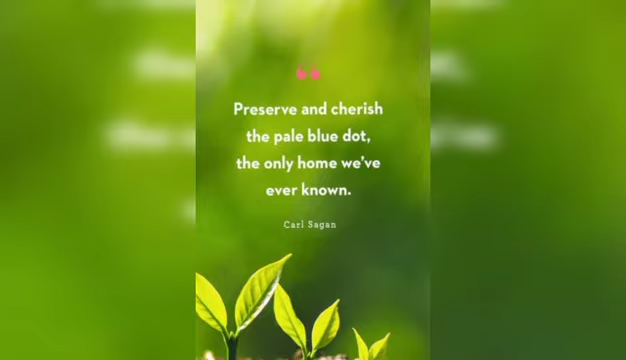 ❝
Preserve and cherish
the pale blue dot,
the only home we've
ever known.
Carl Sagan